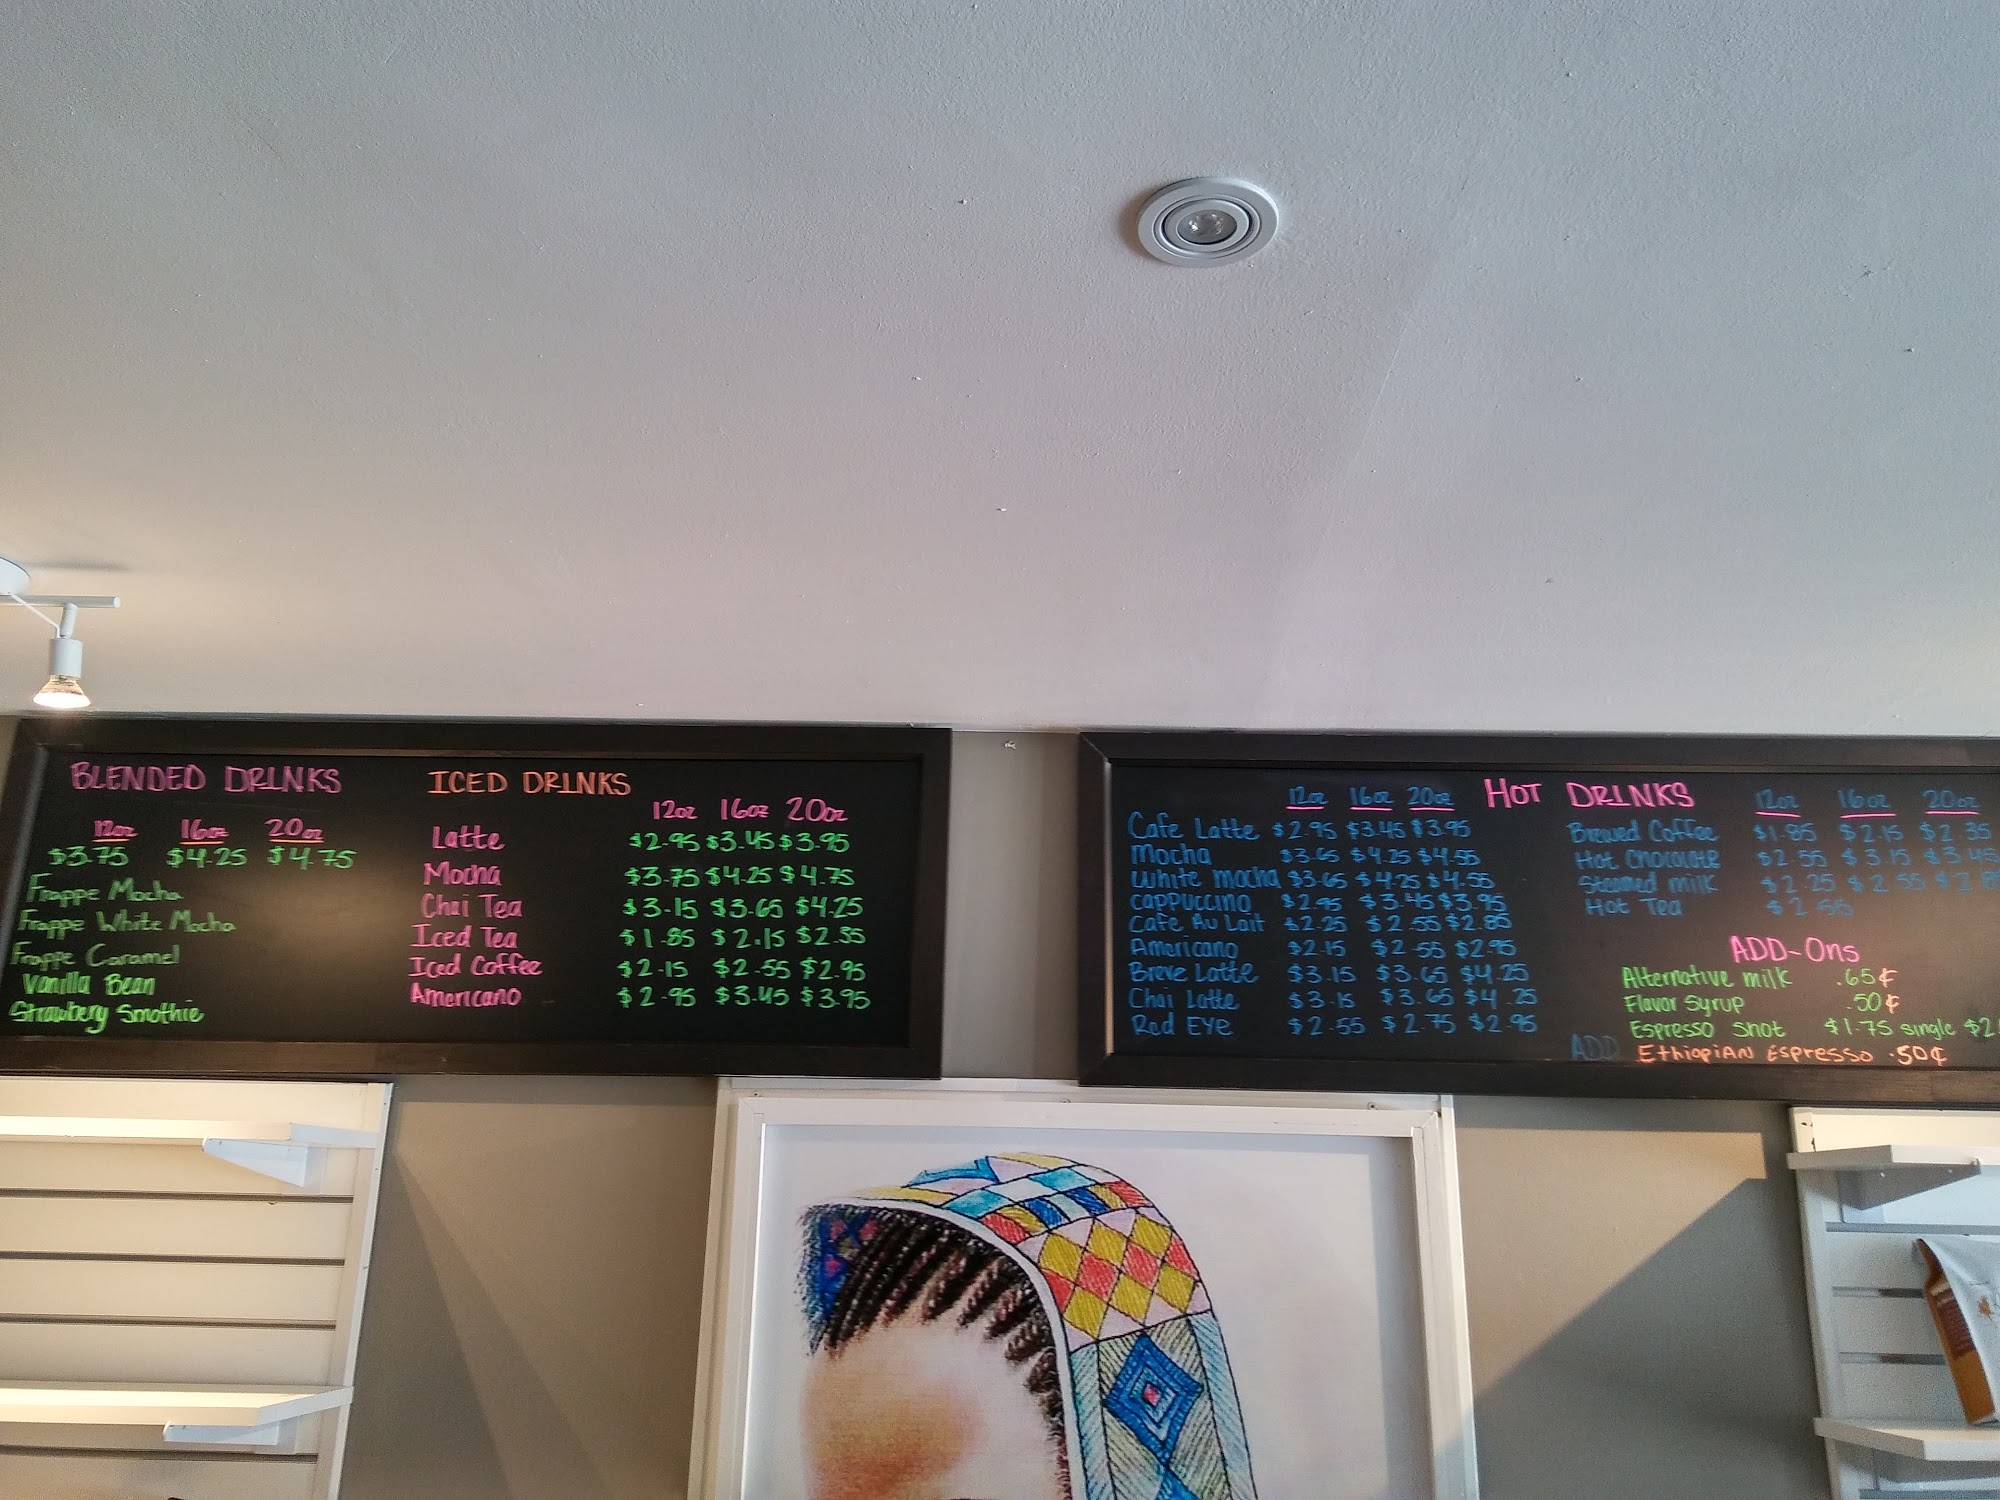 BLENDED DRINKS
12oz 16oz 20oz
$3.75 $4.25 $4.75
Frappe Mocha
Frappe White Mocha
Frappe Caramel
Vanilla Bean
Strawbery Smothie
ICED DRINKS
12oz 16oz 20oz
Latte $2.95 $3.45 $3.95
Mocha $3.75 $4.25 $4.75
Chai Tea $3.15 $3.65 $4.25
Iced Tea $1.85 $2.15 $2.35
Iced Coffee $2.15 $2.55 $2.95
Americano $2.95 $3.45 $3.95
HOT DRINKS
12oz 16oz 20oz
Cafe Latte $2.95 $3.45 $3.95
Mocha $3.65 $4.25 $4.55
White mocha $3.65 $4.25 $4.55
cappuccino $2.95 $3.45 $3.95
Cafe Au Lait $2.25 $2.55 $2.85
Americano $2.15 $2.55 $2.95
Breve Latte $3.15 $3.65 $4.25
Chai Latte $3.15 $3.65 $4.25
Red EYe $2.55 $2.75 $2.95
12oz 16oz 20oz
Brewed Coffee $1.85 $2.15 $2.35
Hot Chocolate $2.55 $3.15 $3.45
Steamed milk $2.25 $2.55
Hot Tea $2.55
ADD-Ons
Alternative milk .65¢
Flavor Syrup .50¢
Espresso Shot $1.75 single
ADD Ethiopian Espresso .50¢